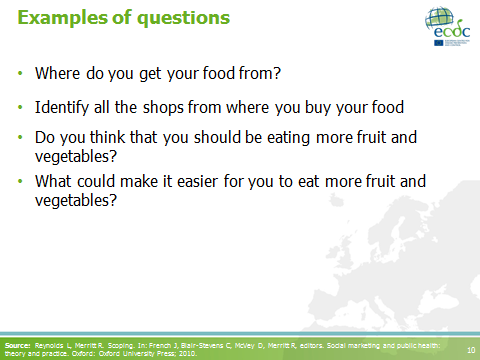 Examples of questions
ecdc
• Where do you get your food from?
• Identify all the shops from where you buy your food
• Do you think that you should be eating more fruit and
vegetables?
• What could make it easier for you to eat more fruit and
vegetables?
Source: Reynolds L, Merritt R. Scoping. In: French J, Blair-Stevens C, McVey D, Merritt R, editors. Social marketing and public health:
theory and practice. Oxford: Oxford University Press; 2010.
10